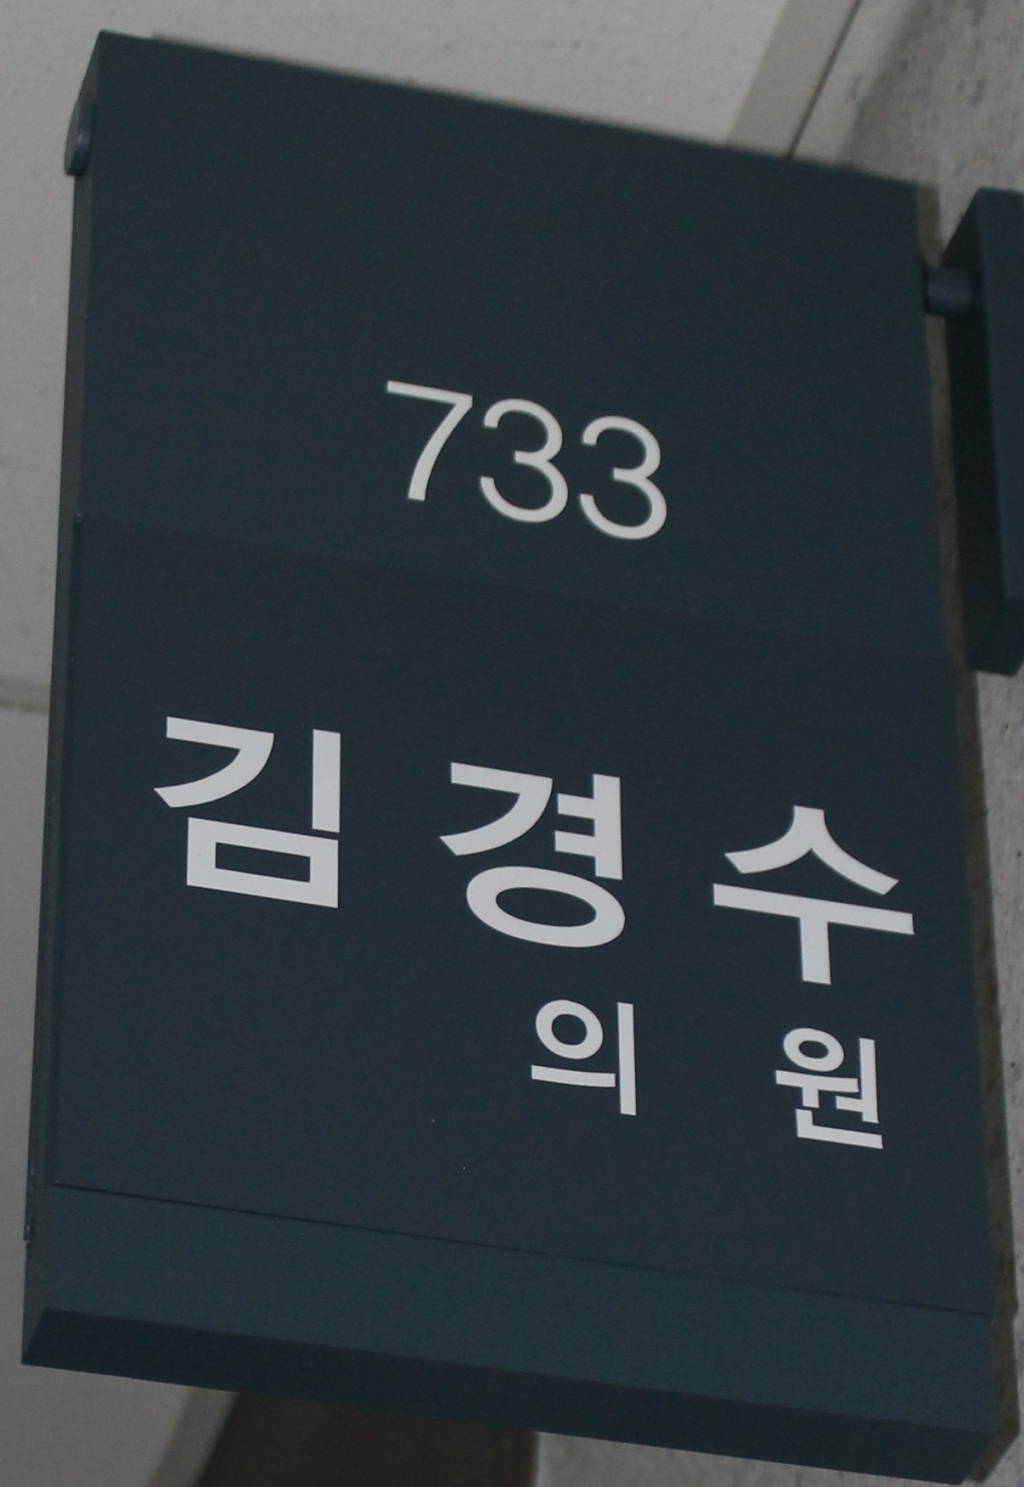 733
김 경 수
의 원